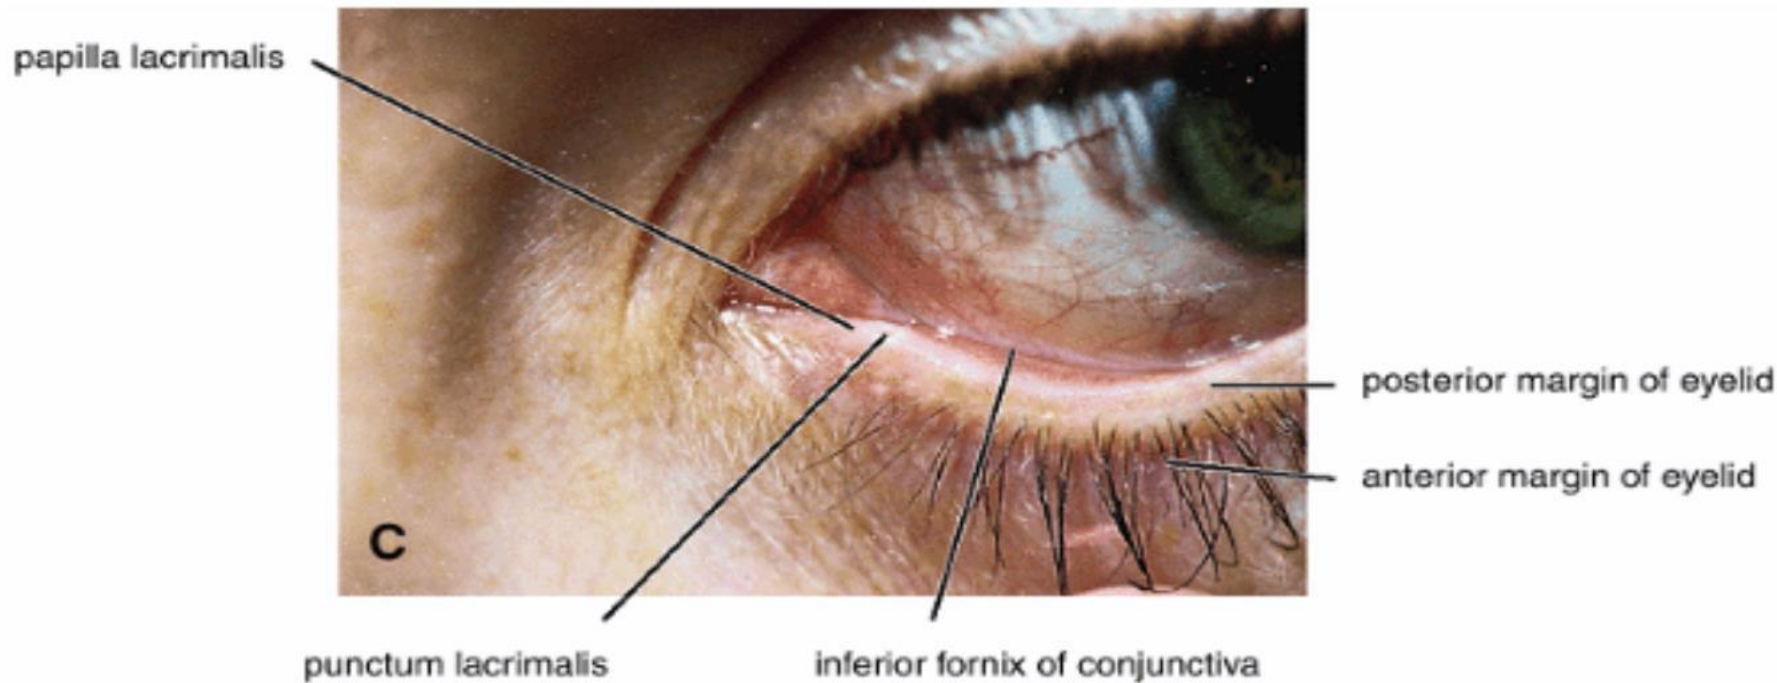 papilla lacrimalis
posterior margin of eyelid
anterior margin of eyelid
C
punctum lacrimalis
inferior fornix of conjunctiva